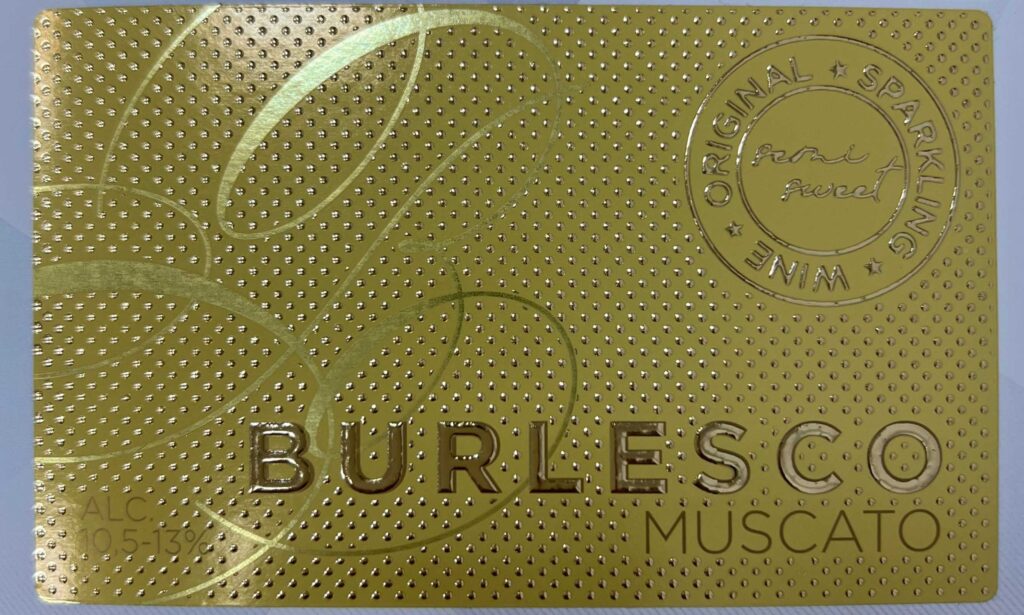 ORIGINAL ★ SPARKLING ★ WINE ★
semi
sweet
BURLESCO
MUSCATO
ALC.
10,5-13%